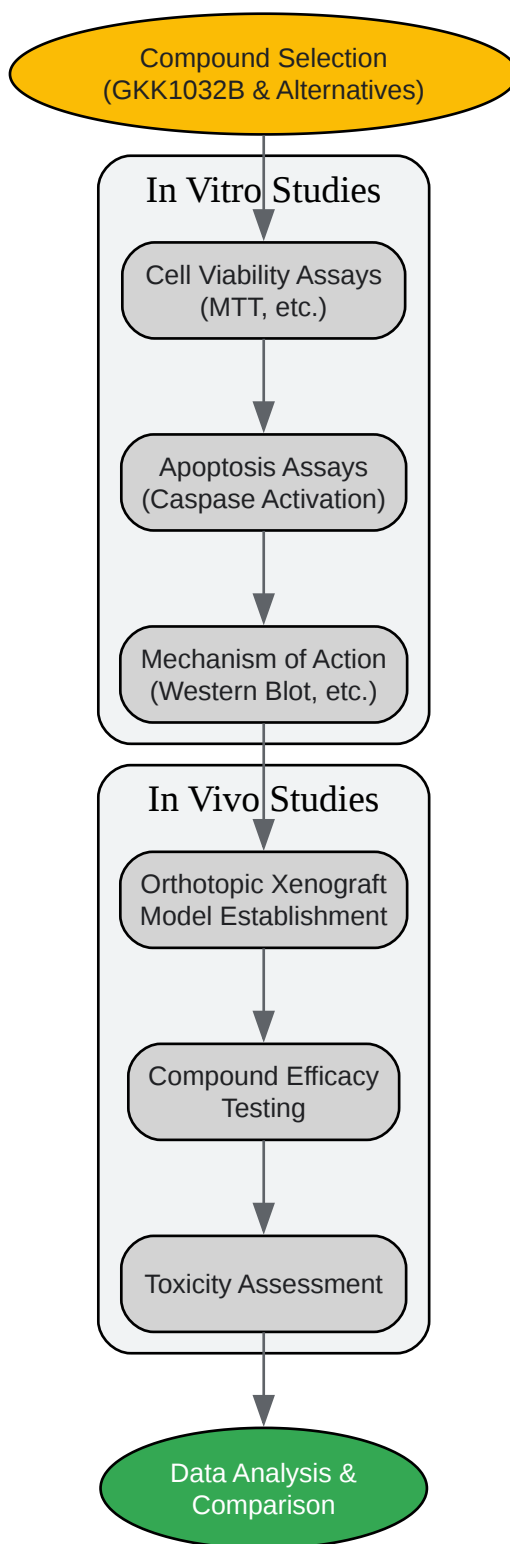 Compound Selection
(GKK1032B & Alternatives)
In Vitro Studies
Cell Viability Assays
(MTT, etc.)
Apoptosis Assays
(Caspase Activation)
Mechanism of Action
(Western Blot, etc.)
In Vivo Studies
Orthotopic Xenograft
Model Establishment
Compound Efficacy
Testing
Toxicity Assessment
Data Analysis &
Comparison